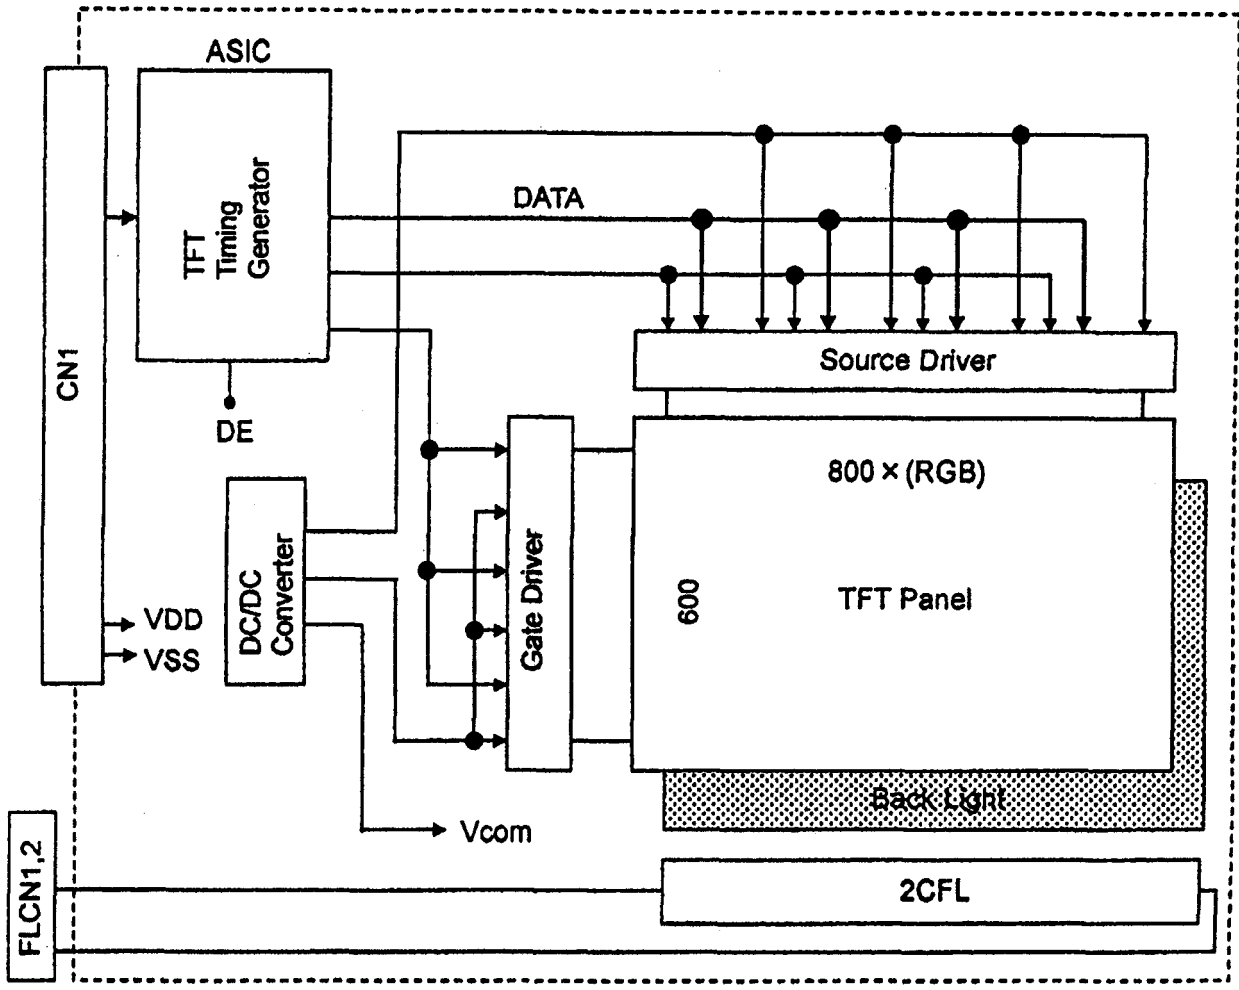 ASIC
TFT
Timing
Generator
CN1
DE
DATA
Source Driver
800 × (RGB)
600
TFT Panel
Gate Driver
DC/DC
Converter
VDD
VSS
Vcom
Back Light
2CFL
FLCN1,2